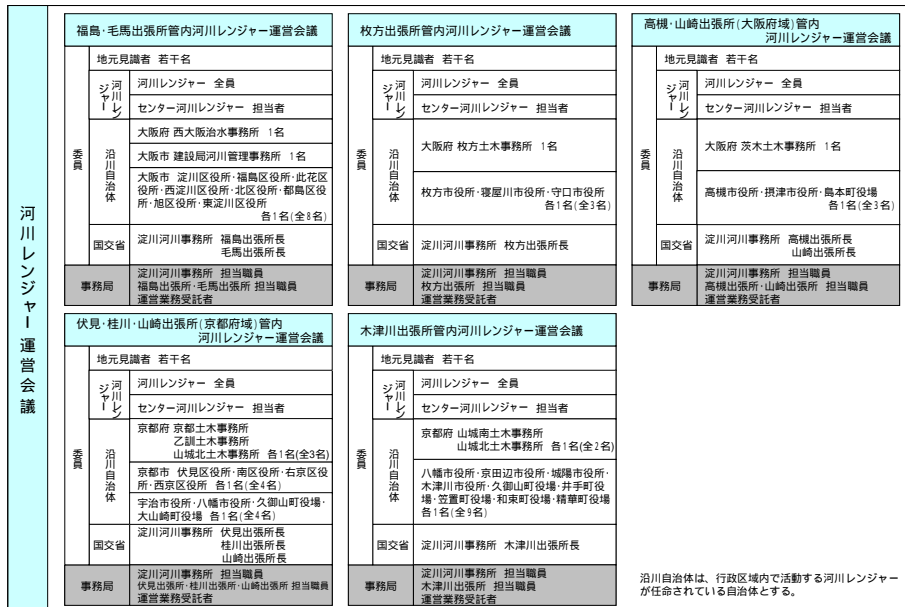 河川レンジャー運営会議
福島・毛馬出張所管内河川レンジャー運営会議
委員
地元見識者 若干名
河川レンジャー
河川レンジャー 全員
センター河川レンジャー 担当者
沿川自治体
大阪府 西大阪治水事務所 1名
大阪市 建設局河川管理事務所 1名
大阪市 淀川区役所・福島区役所・此花区
役所・西淀川区役所・北区役所・都島区役
所・旭区役所・東淀川区役所
各1名(全8名)
国交省
淀川河川事務所 福島出張所長
毛馬出張所長
事務局
淀川河川事務所 担当職員
福島出張所・毛馬出張所 担当職員
運営業務受託者
枚方出張所管内河川レンジャー運営会議
委員
地元見識者 若干名
河川レンジャー
河川レンジャー 全員
センター河川レンジャー 担当者
沿川自治体
大阪府 枚方土木事務所 1名
枚方市役所・寝屋川市役所・守口市役所
各1名(全3名)
国交省
淀川河川事務所 枚方出張所長
事務局
淀川河川事務所 担当職員
枚方出張所 担当職員
運営業務受託者
高槻・山崎出張所(大阪府域)管内
河川レンジャー運営会議
委員
地元見識者 若干名
河川レンジャー
河川レンジャー 全員
センター河川レンジャー 担当者
沿川自治体
大阪府 茨木土木事務所 1名
高槻市役所・摂津市役所・島本町役場
各1名(全3名)
国交省
淀川河川事務所 高槻出張所長
山崎出張所長
事務局
淀川河川事務所 担当職員
高槻出張所・山崎出張所 担当職員
運営業務受託者
伏見・桂川・山崎出張所(京都府域)管内
河川レンジャー運営会議
委員
地元見識者 若干名
河川レンジャー
河川レンジャー 全員
センター河川レンジャー 担当者
沿川自治体
京都府 京都土木事務所
乙訓土木事務所
山城北土木事務所 各1名(全3名)
京都市 伏見区役所・南区役所・右京区役
所・西京区役所 各1名(全4名)
宇治市役所・八幡市役所・久御山町役場・
大山崎町役場 各1名(全4名)
国交省
淀川河川事務所 伏見出張所長
桂川出張所長
山崎出張所長
事務局
淀川河川事務所 担当職員
伏見出張所・桂川出張所・山崎出張所 担当職員
運営業務受託者
木津川出張所管内河川レンジャー運営会議
委員
地元見識者 若干名
河川レンジャー
河川レンジャー 全員
センター河川レンジャー 担当者
沿川自治体
京都府 山城南土木事務所
山城北土木事務所 各1名(全2名)
八幡市役所・京田辺市役所・城陽市役所・
木津川市役所・久御山町役場・井手町役
場・笠置町役場・和束町役場・精華町役場
各1名(全9名)
国交省
淀川河川事務所 木津川出張所長
事務局
淀川河川事務所 担当職員
木津川出張所 担当職員
運営業務受託者
沿川自治体は、行政区域内で活動する河川レンジャー
が任命されている自治体とする。